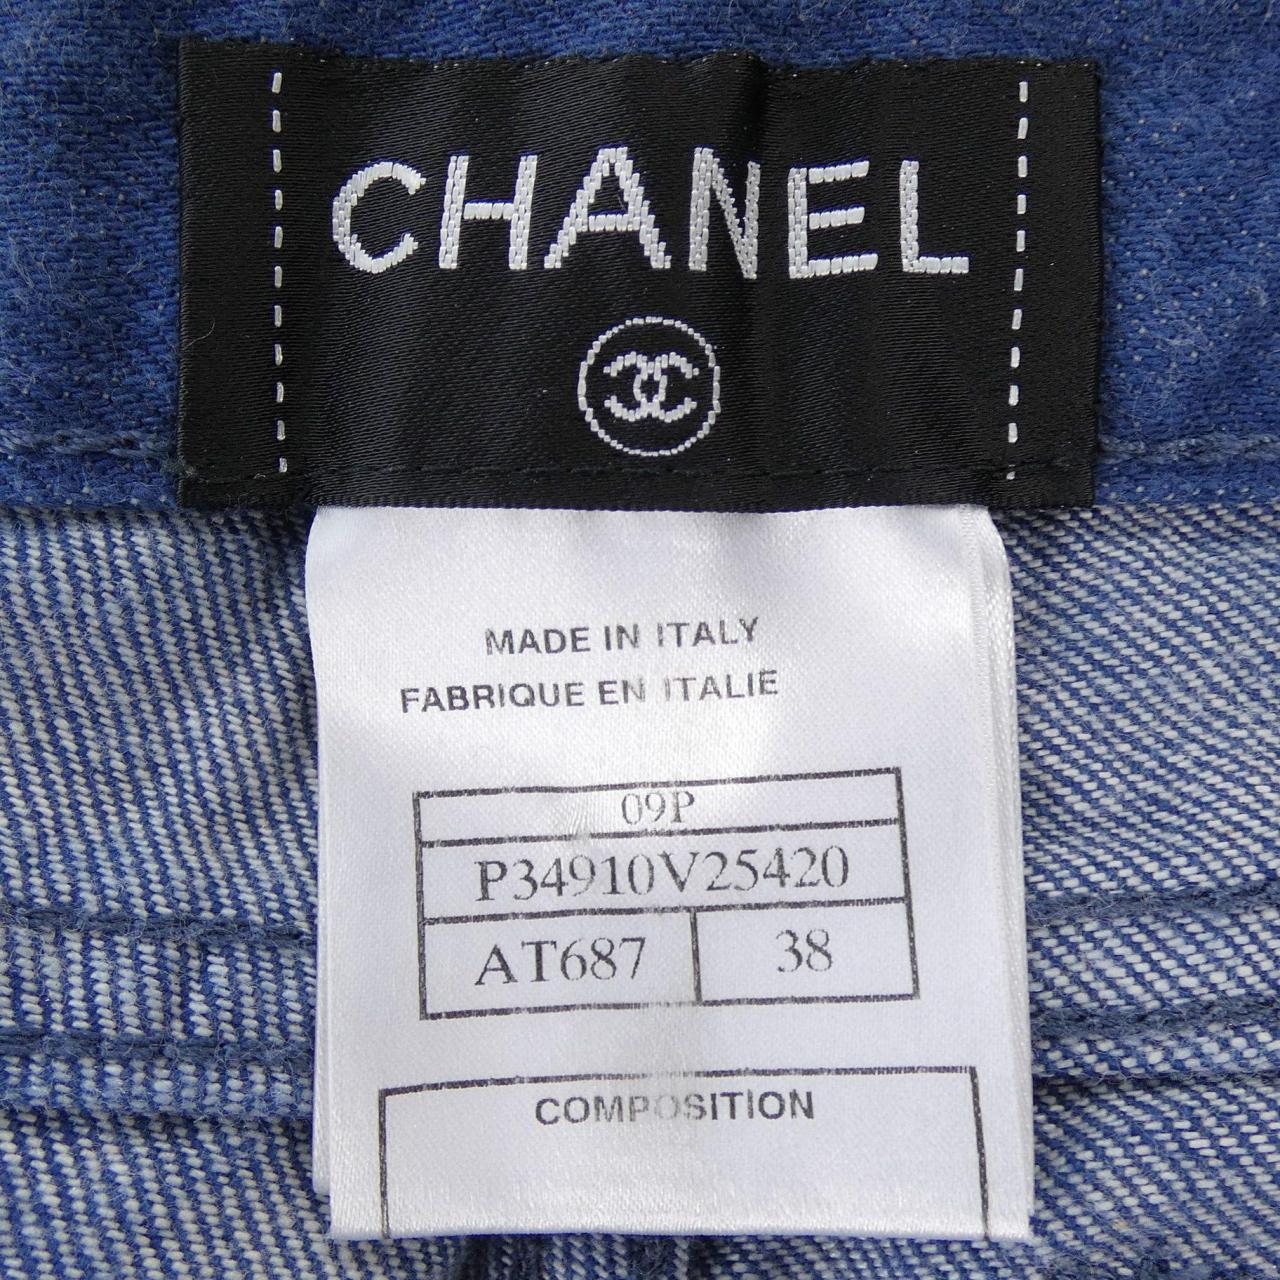 CHANEL
MADE IN ITALY
FABRIQUE EN ITALIE
09P
P34910V25420
AT687 38
COMPOSITION